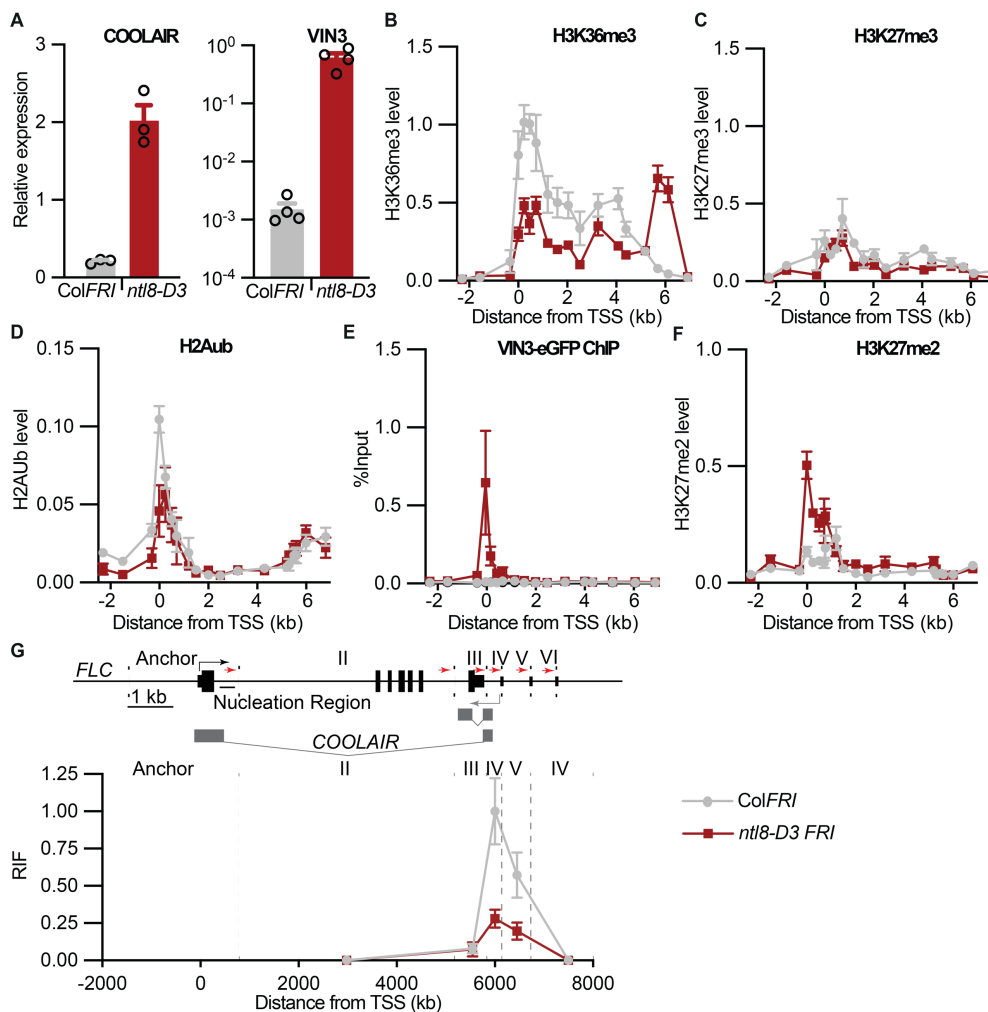 A
COOLAIR
VIN3
Relative expression
3
2
1
0
ColFRI
ntl8-D3
10^0
10^-1
10^-2
10^-3
10^-4
ColFRI
ntl8-D3
B
H3K36me3
H3K36me3 level
1.5
1.0
0.5
0.0
-2 0 2 4 6
Distance from TSS (kb)
C
H3K27me3
H3K27me3 level
1.5
1.0
0.5
0.0
-2 0 2 4 6
Distance from TSS (kb)
D
H2Aub
H2AUb level
0.15
0.10
0.05
0.00
-2 0 2 4 6
Distance from TSS (kb)
E
VIN3-eGFP ChIP
%Input
1.5
1.0
0.5
0.0
-2 0 2 4 6
Distance from TSS (kb)
F
H3K27me2
H3K27me2 level
1.0
0.5
0.0
-2 0 2 4 6
Distance from TSS (kb)
G
Anchor II III IV V VI
FLC
1 kb
Nucleation Region
COOLAIR
Anchor II III IV V IV
RIF
1.25
1.00
0.75
0.50
0.25
0.00
-2000 0 2000 4000 6000 8000
Distance from TSS (kb)
ColFRI
ntl8-D3 FRI